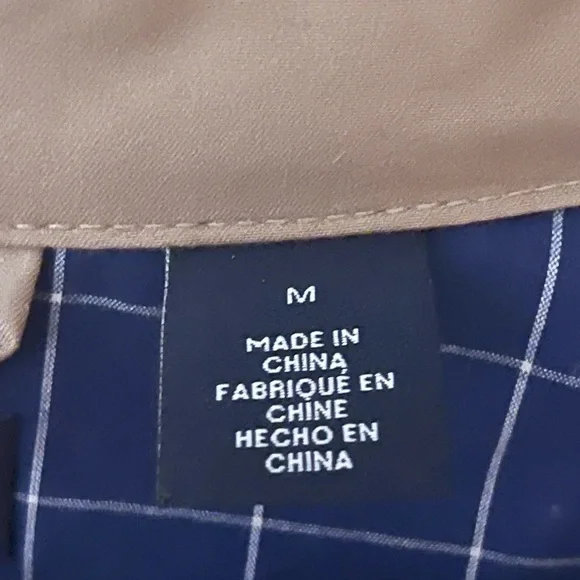 M
MADE IN
CHINA
FABRIQUÉ EN
CHINE
HECHO EN
CHINA